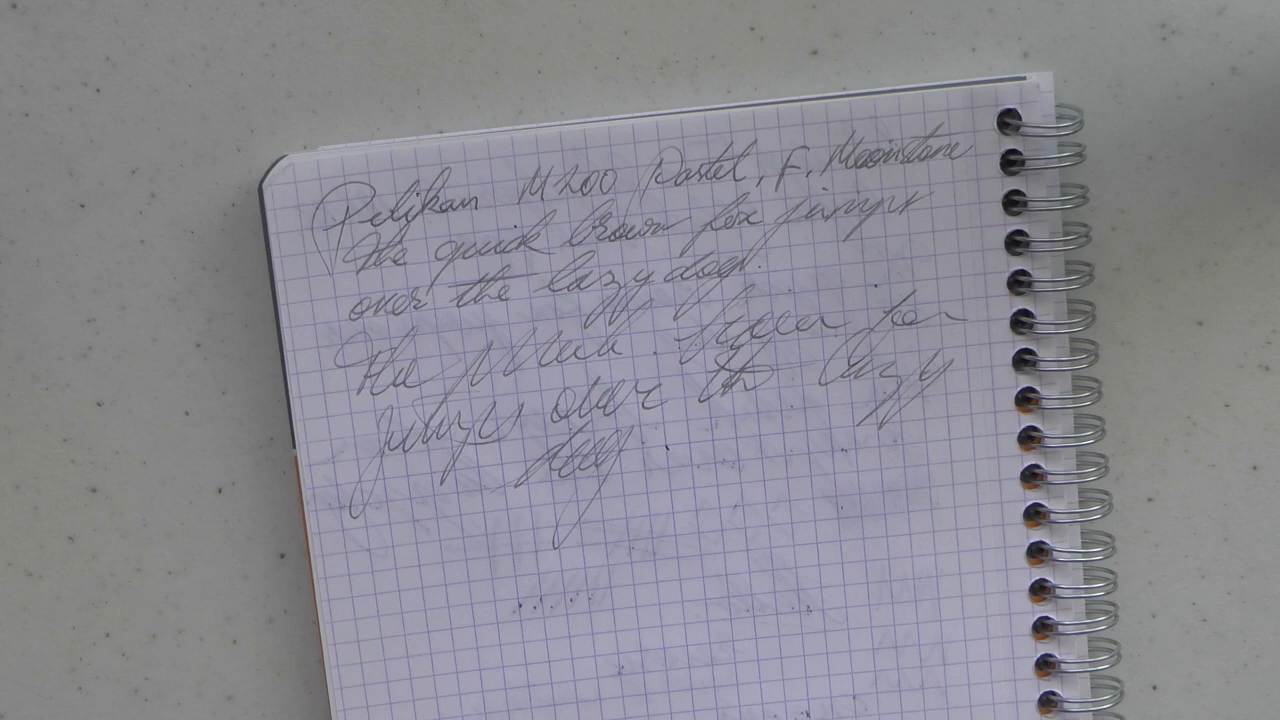 Pelikan M200 Pastel, F, Moonstone
The quick brown fox jumps
over the lazy dog.
The quick brown fox
jumps over the lazy
dog